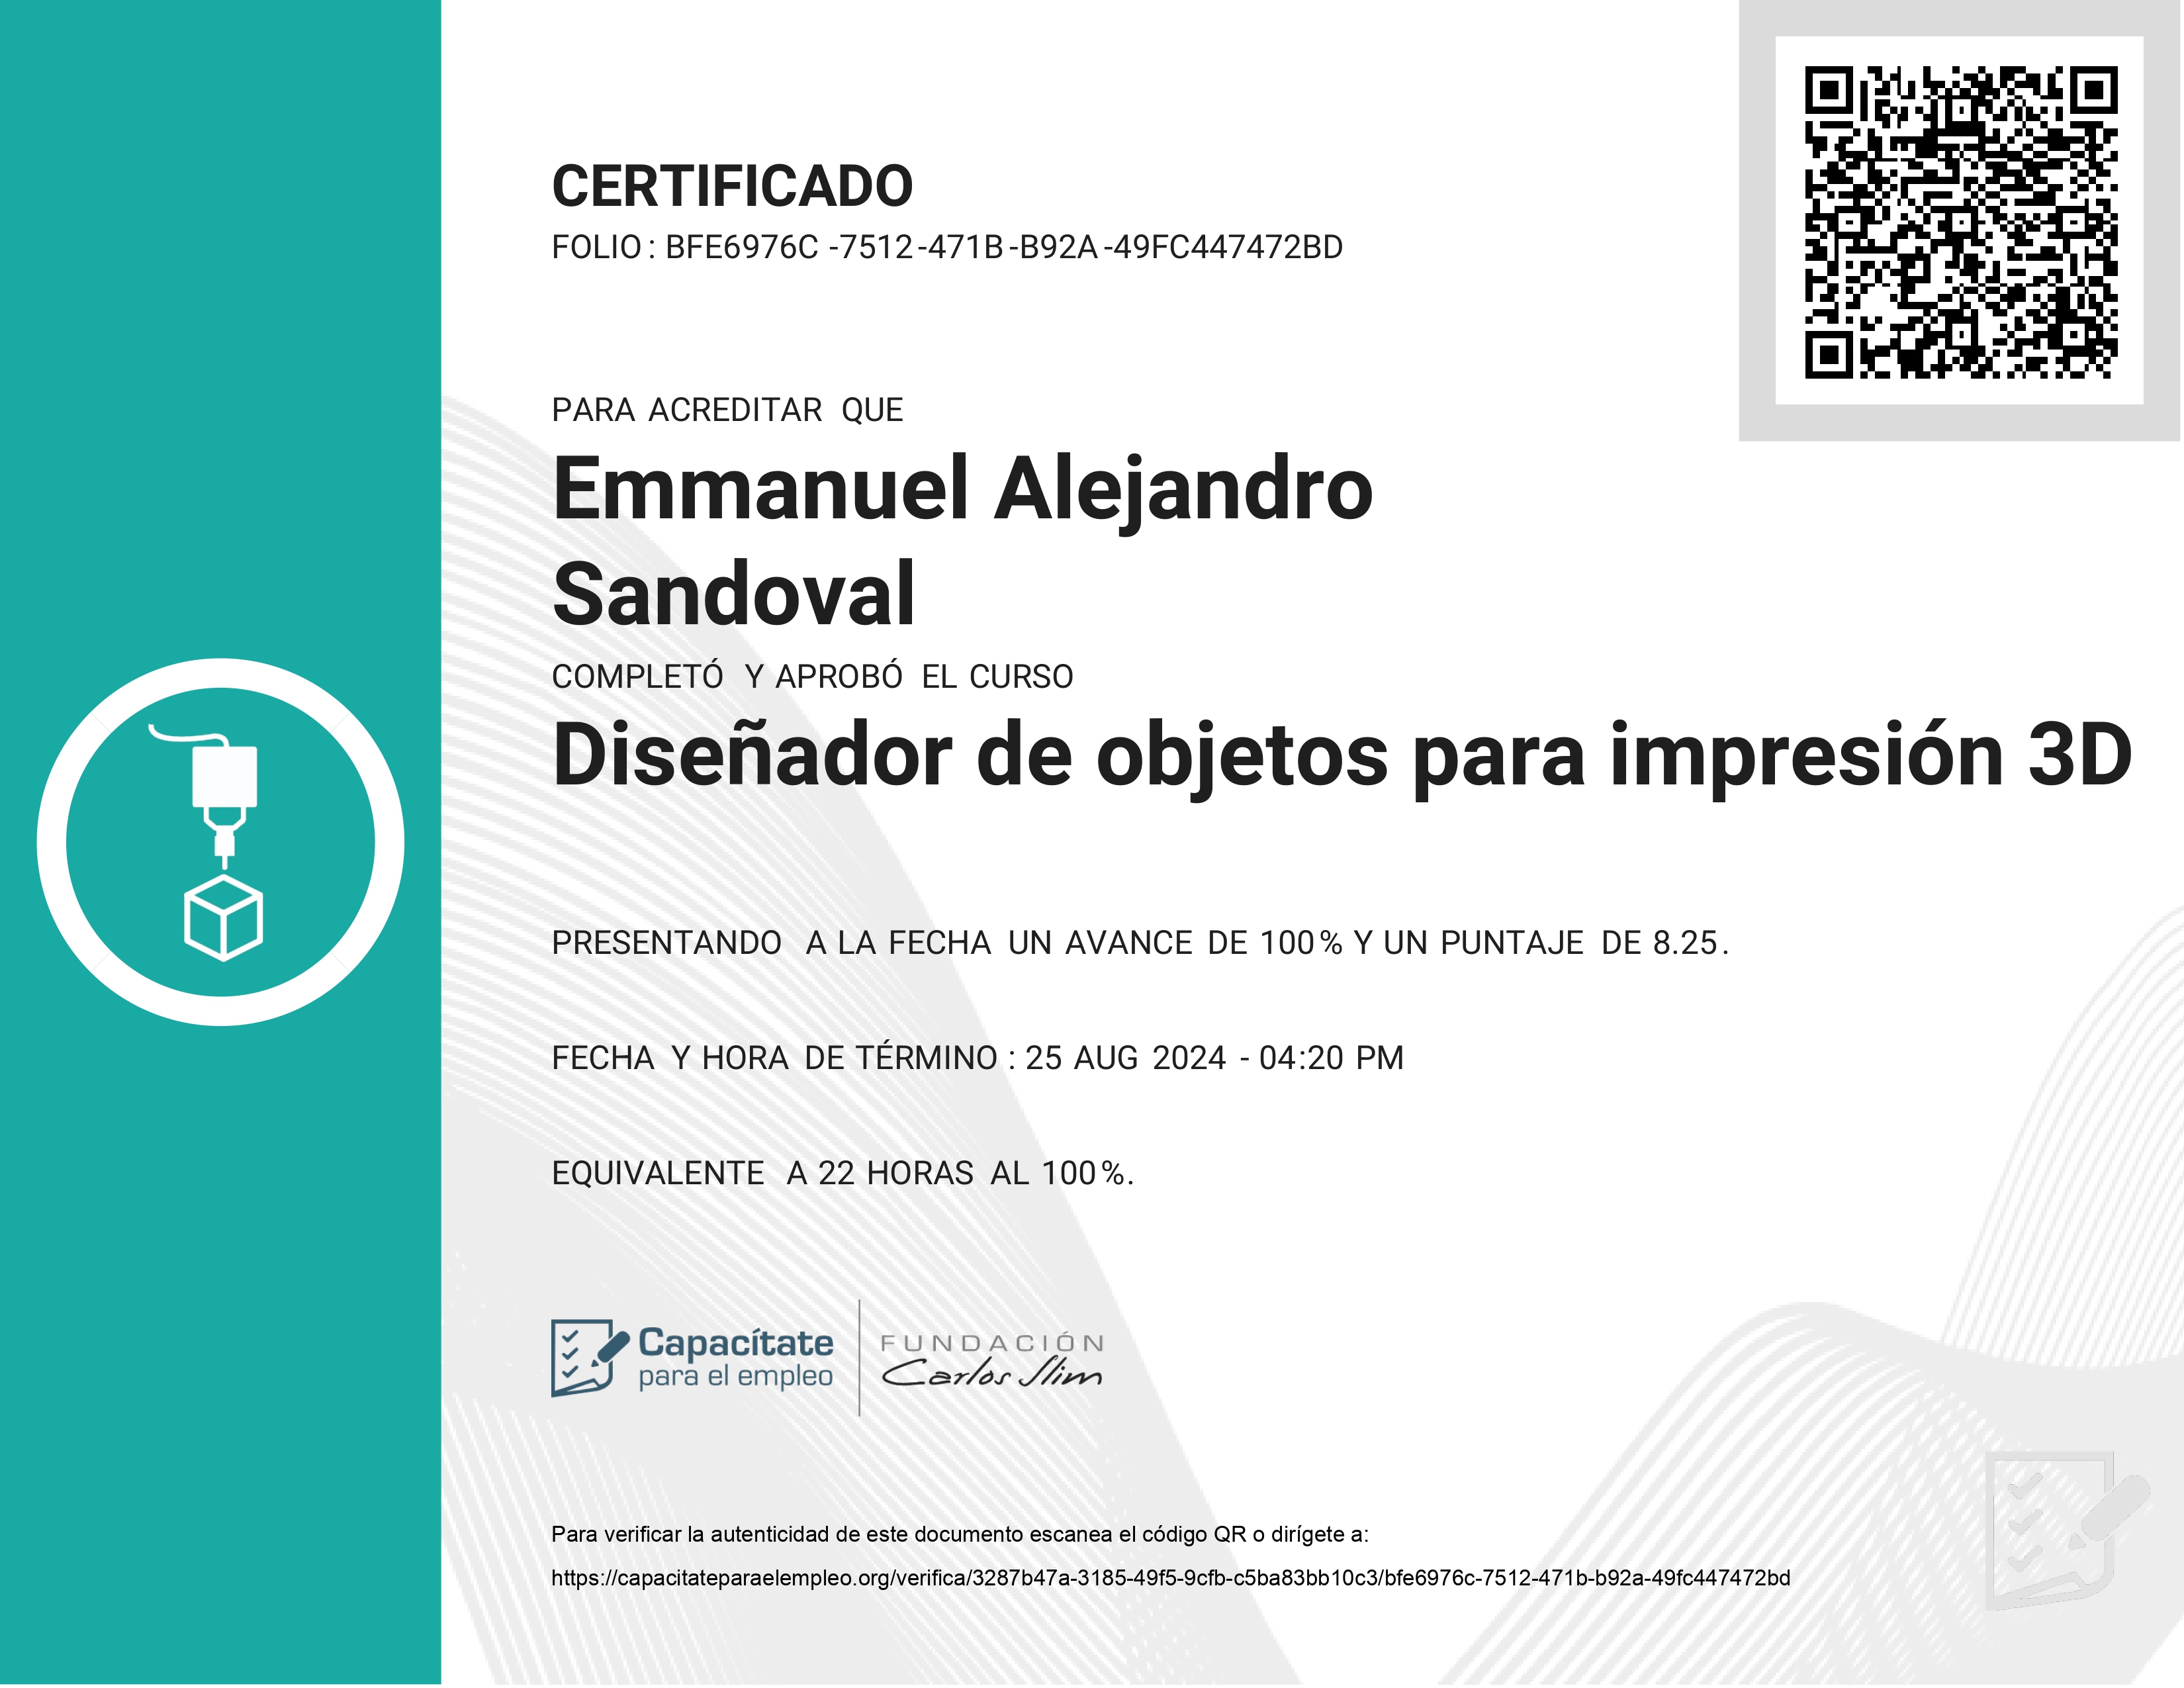 CERTIFICADO
FOLIO : BFE6976C -7512 -471B -B92A -49FC447472BD
PARA ACREDITAR QUE
Emmanuel Alejandro
Sandoval
COMPLETÓ Y APROBÓ EL CURSO
Diseñador de objetos para impresión 3D
PRESENTANDO A LA FECHA UN AVANCE DE 100% Y UN PUNTAJE DE 8.25.
FECHA Y HORA DE TÉRMINO : 25 AUG 2024 - 04:20 PM
EQUIVALENTE A 22 HORAS AL 100%.
Capacítate
para el empleo
FUNDACIÓN
Carlos Slim
Para verificar la autenticidad de este documento escanea el código QR o dirígete a:
https://capacitateparaelempleo.org/verifica/3287b47a-3185-49f5-9cfb-c5ba83bb10c3/bfe6976c-7512-471b-b92a-49fc447472bd